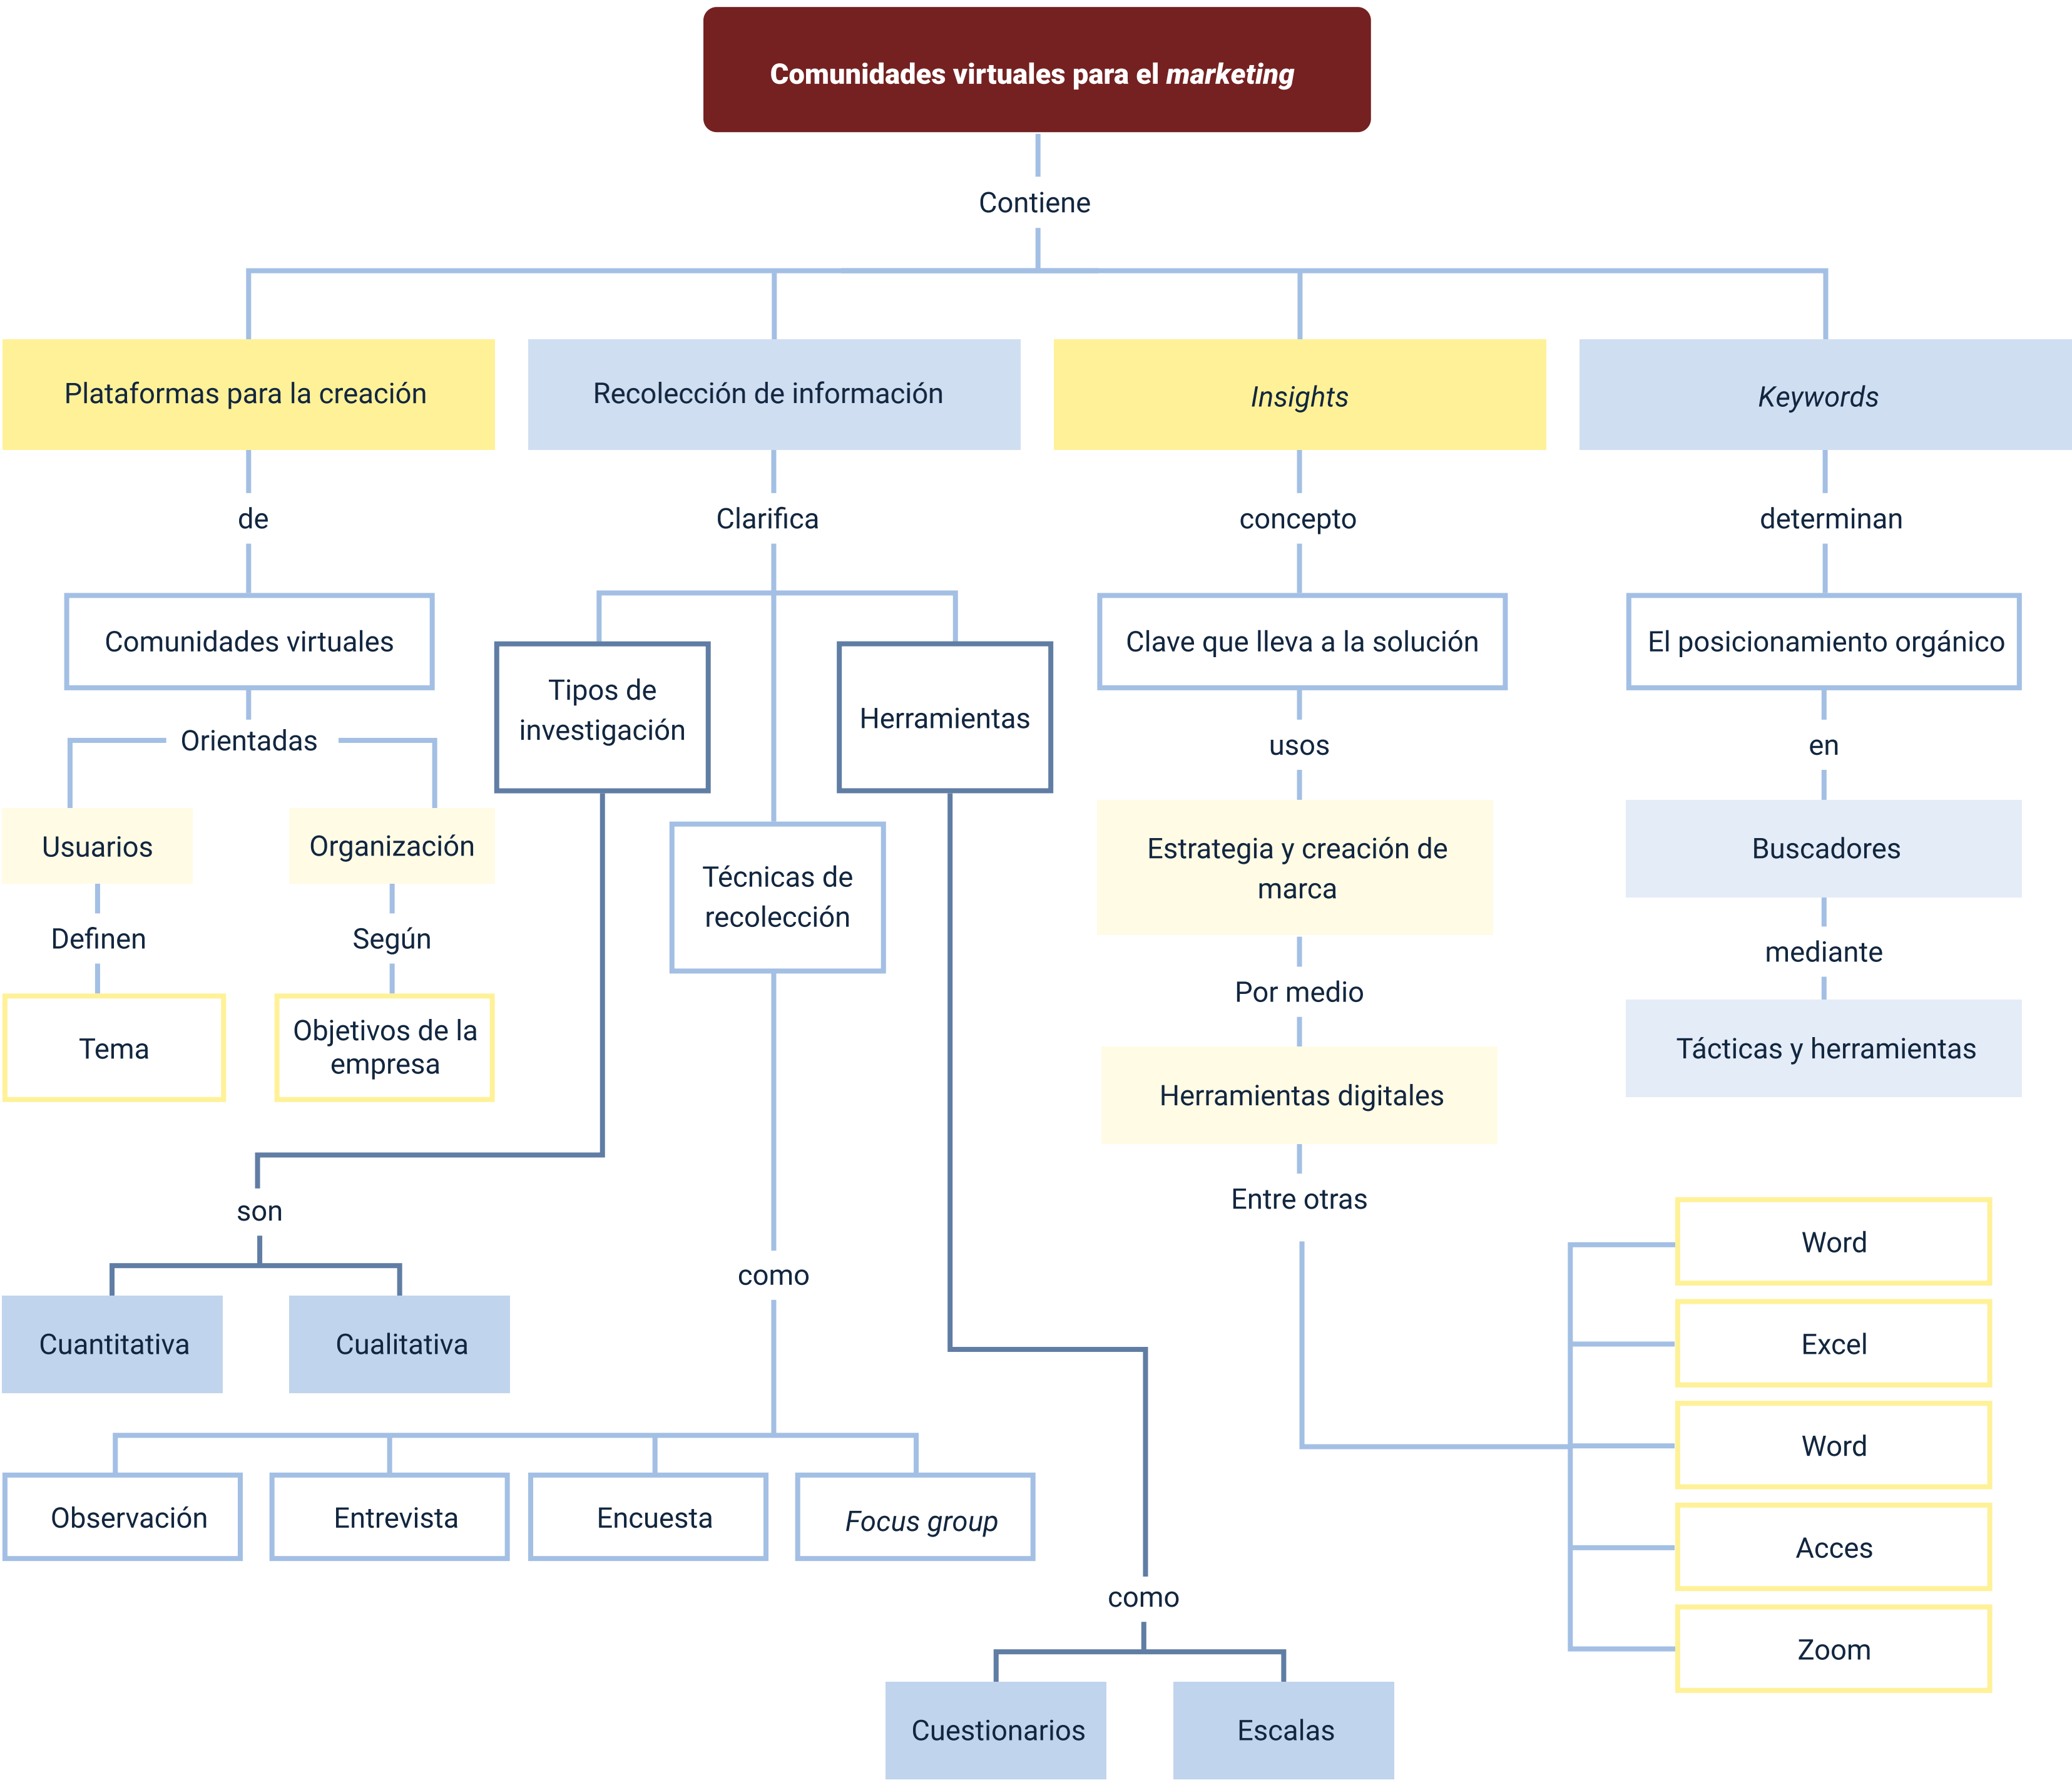 Comunidades virtuales para el marketing
Contiene
Plataformas para la creación
Recolección de información
Insights
Keywords
de
Clarifica
concepto
determinan
Comunidades virtuales
Tipos de
investigación
Herramientas
Clave que lleva a la solución
El posicionamiento orgánico
Orientadas
usos
en
Usuarios
Organización
Técnicas de
recolección
Estrategia y creación de
marca
Buscadores
Definen
Según
Por medio
mediante
Tema
Objetivos de la
empresa
Herramientas digitales
Tácticas y herramientas
son
Entre otras
Cuantitativa
Cualitativa
como
Word
Excel
Word
Acces
Zoom
Observación
Entrevista
Encuesta
Focus group
como
Cuestionarios
Escalas